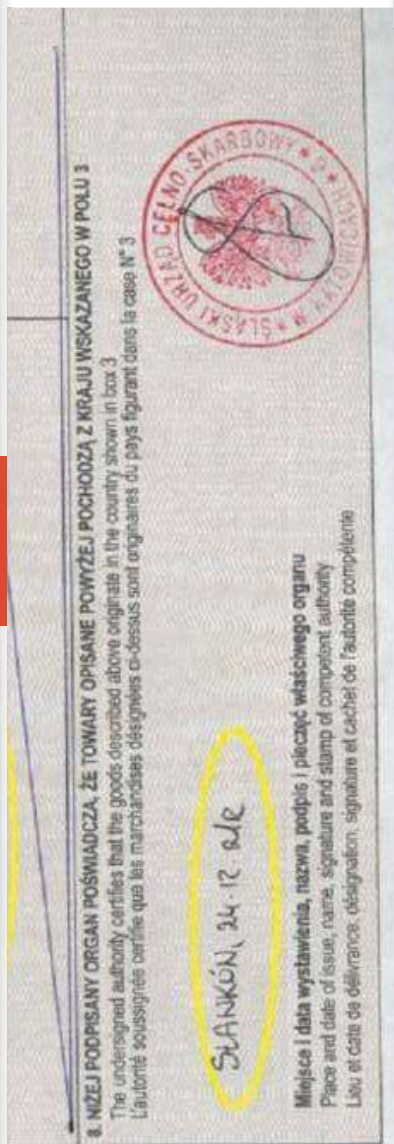 8. NIŻEJ PODPISANY ORGAN POŚWIADCZA, ŻE TOWARY OPISANE POWYŻEJ POCHODZĄ Z KRAJU WSKAZANEGO W POLU 3
The undersigned authority certifies that the goods described above originate in the country shown in box 3
L'autorité soussignée certifie que les marchandises désignées ci-dessus sont originaires du pays figurant dans la case N° 3
ŚLĄSKI URZĄD CELNO-SKARBOWY W KATOWICACH
24.12
Miejsce i data wystawienia, nazwa, podpis i pieczęć właściwego organu
Place and date of issue, name, signature and stamp of competent authority
Lieu et date de délivrance, désignation, signature et cachet de l'autorité compétente